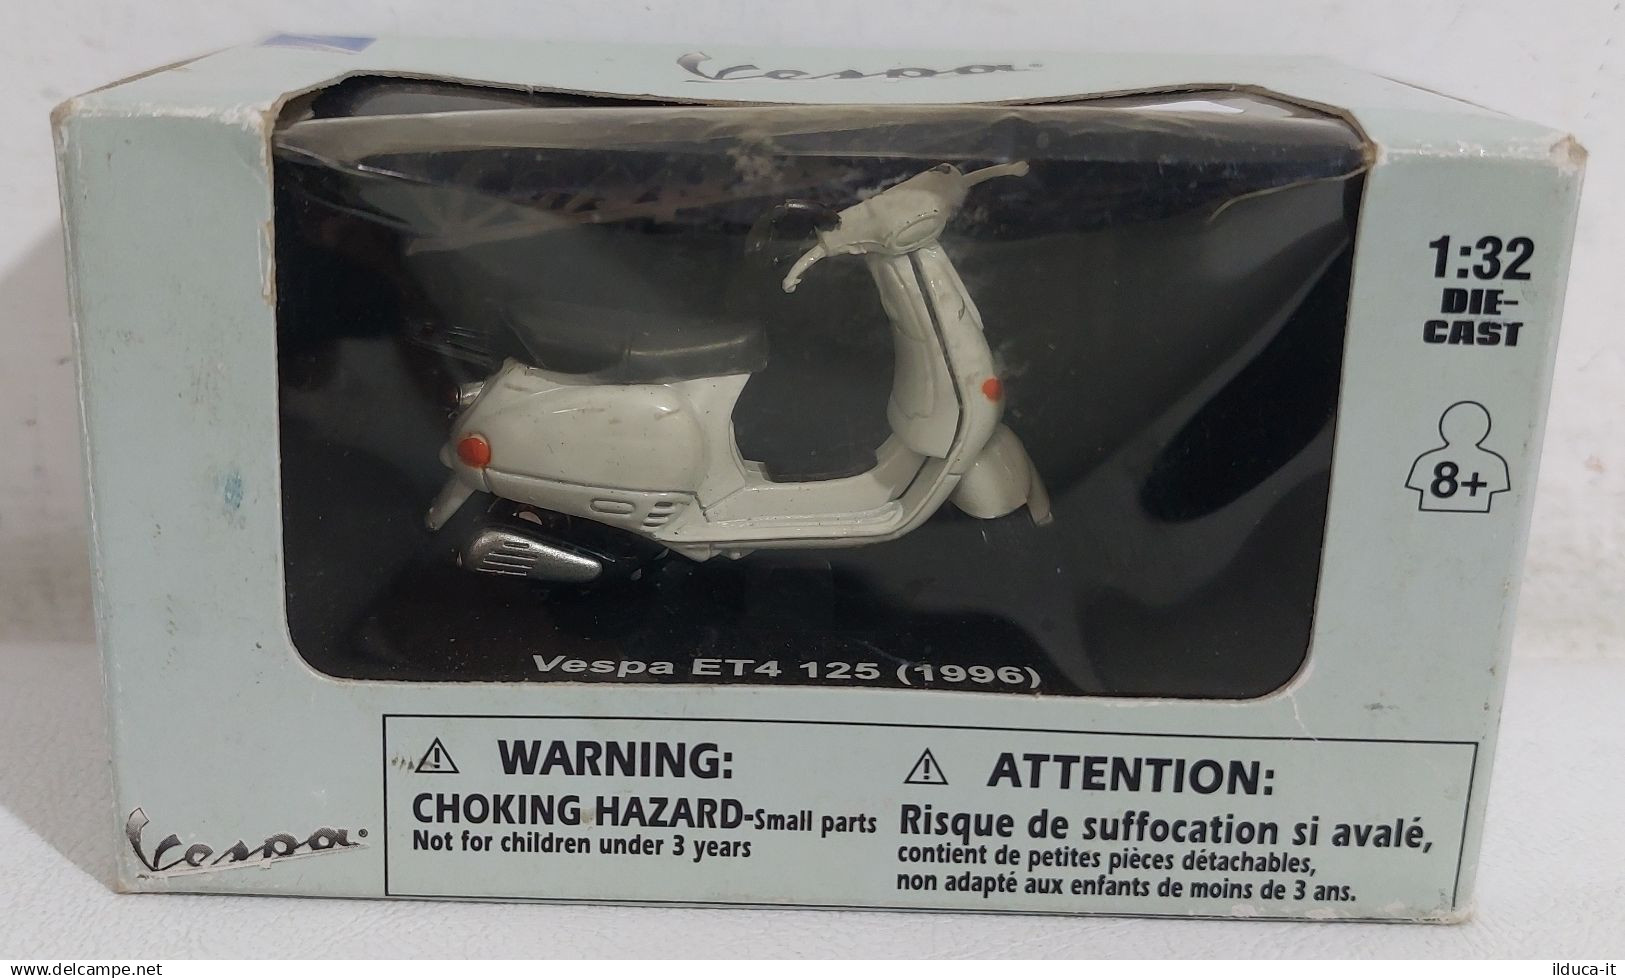 Vespa
1:32
DIE-
CAST
8+
Vespa ET4 125 (1996)
WARNING:
CHOKING HAZARD-Small parts
Not for children under 3 years
ATTENTION:
Risque de suffocation si avalé,
contient de petites pièces détachables,
non adapté aux enfants de moins de 3 ans.
Vespa®
www.delcampe.net
ilduca-it